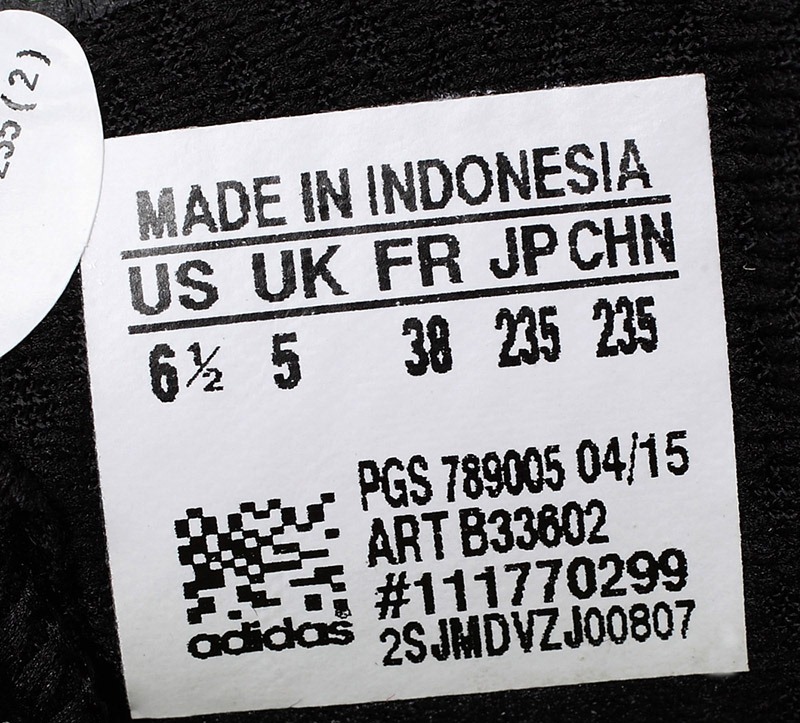 235(2)
MADE IN INDONESIA
US UK FR JP CHN
6½ 5 38 235 235
PGS 789005 04/15
ART B33602
#111770299
2SJMDVZJ00807
adidas